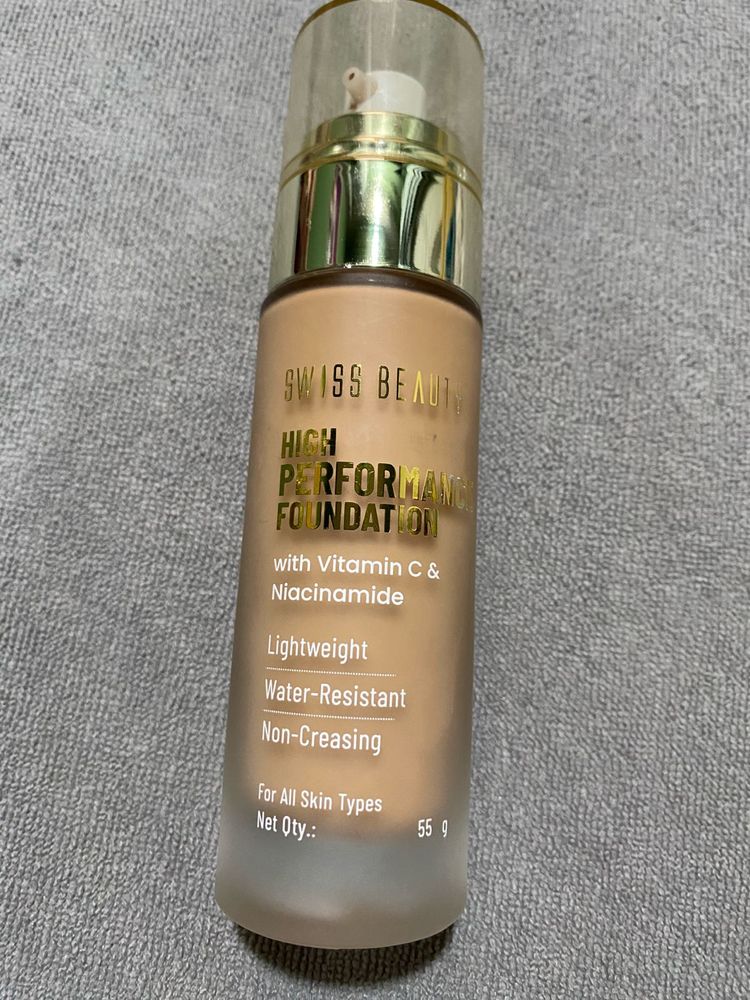 SWISS BEAUTY
HIGH
PERFORMANCE
FOUNDATION
with Vitamin C &
Niacinamide
Lightweight
Water-Resistant
Non-Creasing
For All Skin Types
Net Qty.: 55 g